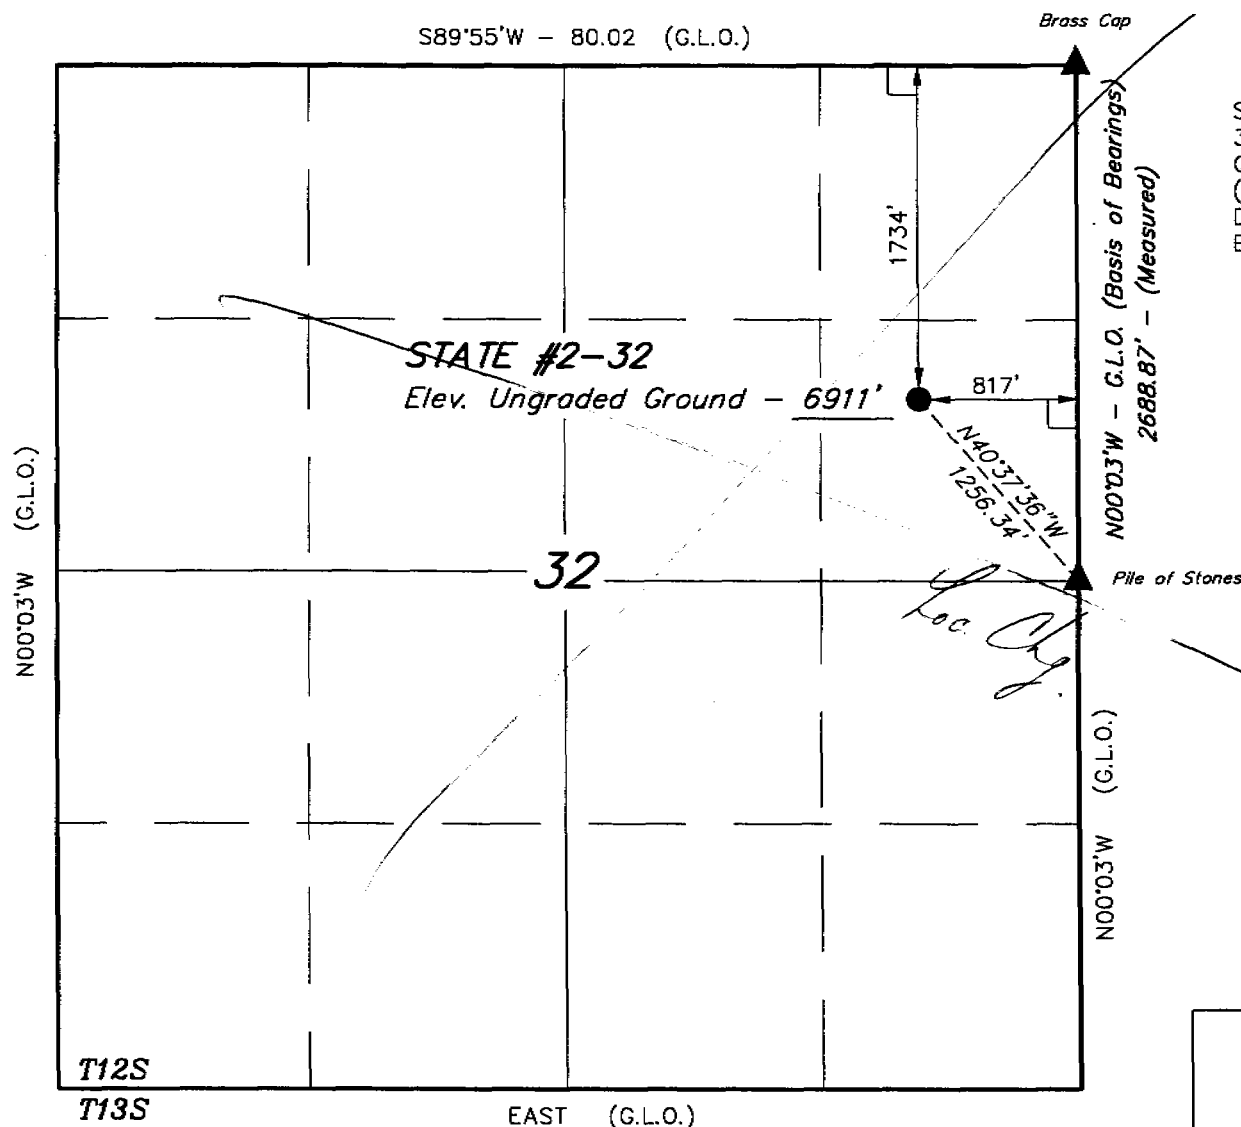 Brass Cap
S89°55'W - 80.02 (G.L.O.)
N00°03'W - G.L.O. (Basis of Bearings)
2688.87' - (Measured)
1734'
STATE #2-32
Elev. Ungraded Ground - 6911'
817'
N40°37'36"W
1256.34'
N00°03'W (G.L.O.)
32
Pile of Stones
Loc. Chg.
N00°03'W (G.L.O.)
T12S
T13S
EAST (G.L.O.)